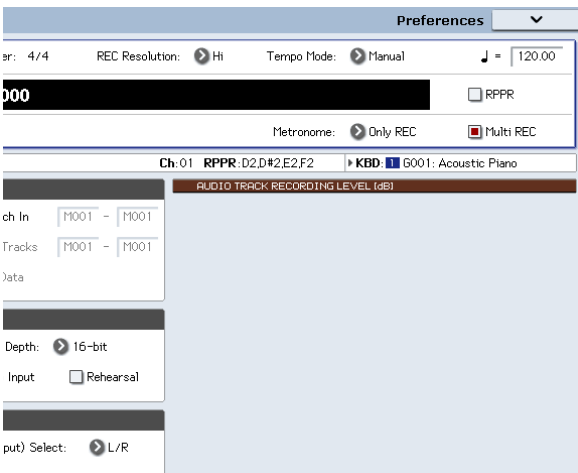 Preferences
er: 4/4 REC Resolution: Hi Tempo Mode: Manual ♩ = 120.00
000 RPPR
Metronome: Only REC Multi REC
Ch:01 RPPR:D2,D#2,E2,F2 KBD: 1 G001: Acoustic Piano
AUDIO TRACK RECORDING LEVEL [dB]
ch In M001 - M001
Tracks M001 - M001
Data
Depth: 16-bit
Input Rehearsal
put) Select: L/R